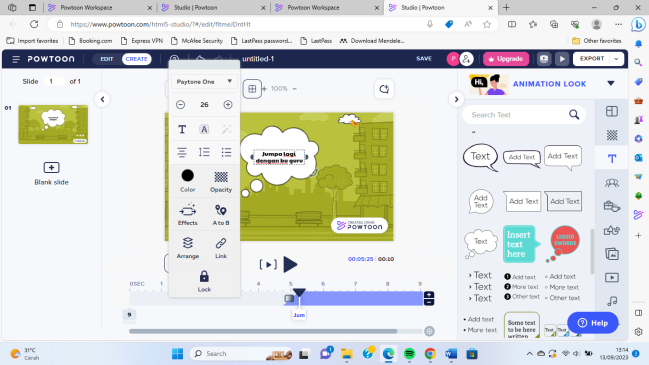 Powtoon Workspace
Studio | Powtoon
Powtoon Workspace
Studio | Powtoon
https://www.powtoon.com/html5-studio/?#/edit/fltmeiDntHt
Import favorites
Booking.com
Express VPN
McAfee Security
LastPass password...
LastPass
Download Mendele...
Other favorites
POWTOON
EDIT
CREATE
untitled-1
SAVE
P
Upgrade
EXPORT
Slide 1 of 1
01
Blank slide
Paytone One
26
Color
Opacity
Effects
A to B
Arrange
Link
Lock
100%
Jumpa lagi
dengan bu guru
CREATED USING
POWTOON
00:05:25 00:10
0SEC
1
5
6
7
8
9
Jum
9
Hi,
ANIMATION LOOK
Search Text
Text
Add Text
Add Text
Add
Text
Add
Text
Add
Text
Text
Insert
text
here
Text
Text
Text
1 Add text
2 More text
3 Other text
Add text
More text
Other text
Add text
More text
Some text
to be here
written
Text
Help
31°C
Cerah
Search
13:14
13/09/2023